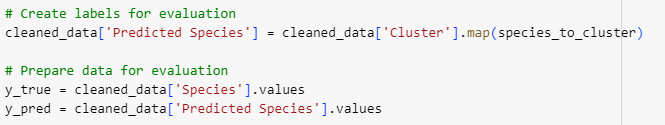 # Create labels for evaluation
cleaned_data['Predicted Species'] = cleaned_data['Cluster'].map(species_to_cluster)
# Prepare data for evaluation
y_true = cleaned_data['Species'].values
y_pred = cleaned_data['Predicted Species'].values